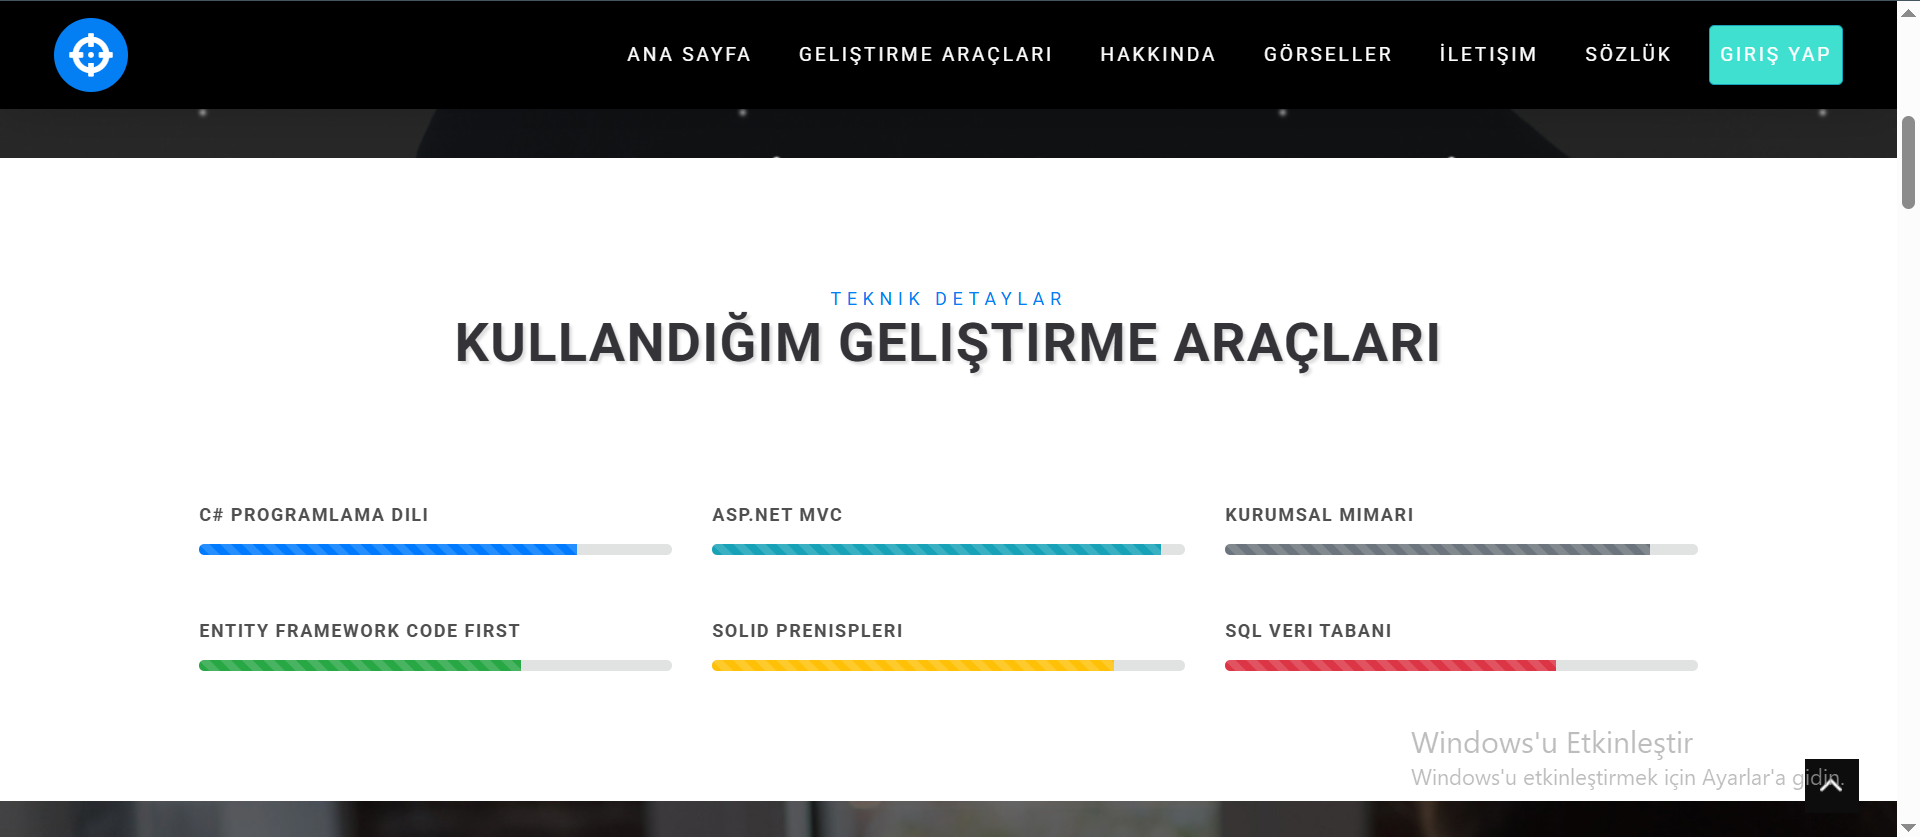 ANA SAYFA GELIŞTIRME ARAÇLARI HAKKINDA GÖRSELLER İLETIŞIM SÖZLÜK GIRIŞ YAP
TEKNIK DETAYLAR
KULLANDIĞIM GELIŞTIRME ARAÇLARI
C# PROGRAMLAMA DILI ASP.NET MVC KURUMSAL MIMARI
ENTITY FRAMEWORK CODE FIRST SOLID PRENISPLERI SQL VERI TABANI
Windows'u Etkinleştir
Windows'u etkinleştirmek için Ayarlar'a gidin.